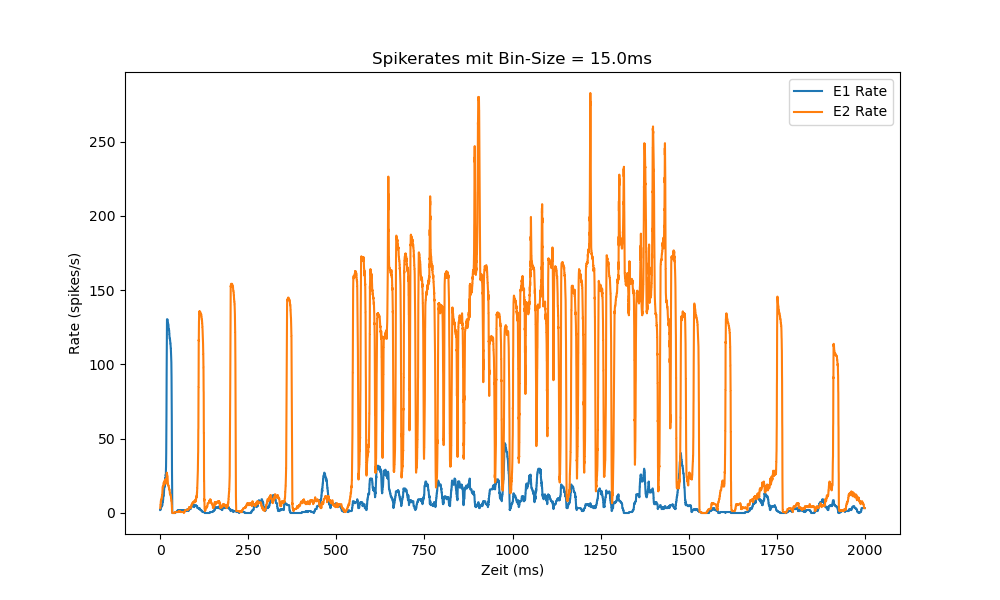 Spikerates mit Bin-Size = 15.0ms
E1 Rate
E2 Rate
250
200
150
100
50
0
Rate (spikes/s)
0 250 500 750 1000 1250 1500 1750 2000
Zeit (ms)